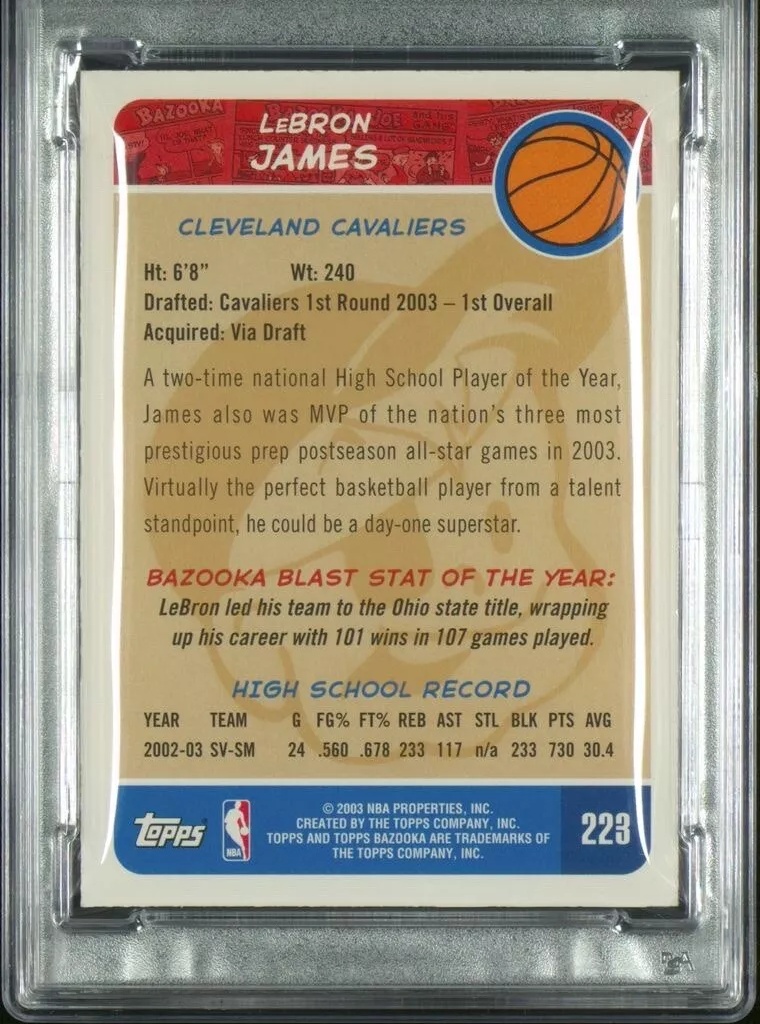 BAZOOKA
LeBRON
JAMES
CLEVELAND CAVALIERS
Ht: 6'8" Wt: 240
Drafted: Cavaliers 1st Round 2003 – 1st Overall
Acquired: Via Draft
A two-time national High School Player of the Year,
James also was MVP of the nation's three most
prestigious prep postseason all-star games in 2003.
Virtually the perfect basketball player from a talent
standpoint, he could be a day-one superstar.
BAZOOKA BLAST STAT OF THE YEAR:
LeBron led his team to the Ohio state title, wrapping
up his career with 101 wins in 107 games played.
HIGH SCHOOL RECORD
YEAR TEAM G FG% FT% REB AST STL BLK PTS AVG
2002-03 SV-SM 24 .560 .678 233 117 n/a 233 730 30.4
Topps
NBA
© 2003 NBA PROPERTIES, INC.
CREATED BY THE TOPPS COMPANY, INC.
TOPPS AND TOPPS BAZOOKA ARE TRADEMARKS OF
THE TOPPS COMPANY, INC.
223
PSA